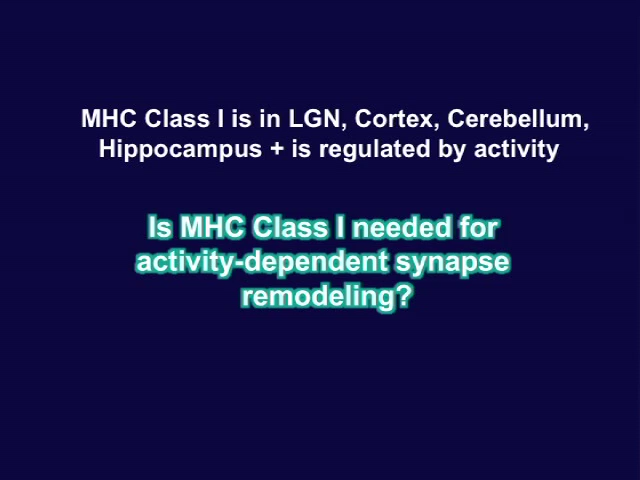 MHC Class I is in LGN, Cortex, Cerebellum,
Hippocampus + is regulated by activity
Is MHC Class I needed for
activity-dependent synapse
remodeling?